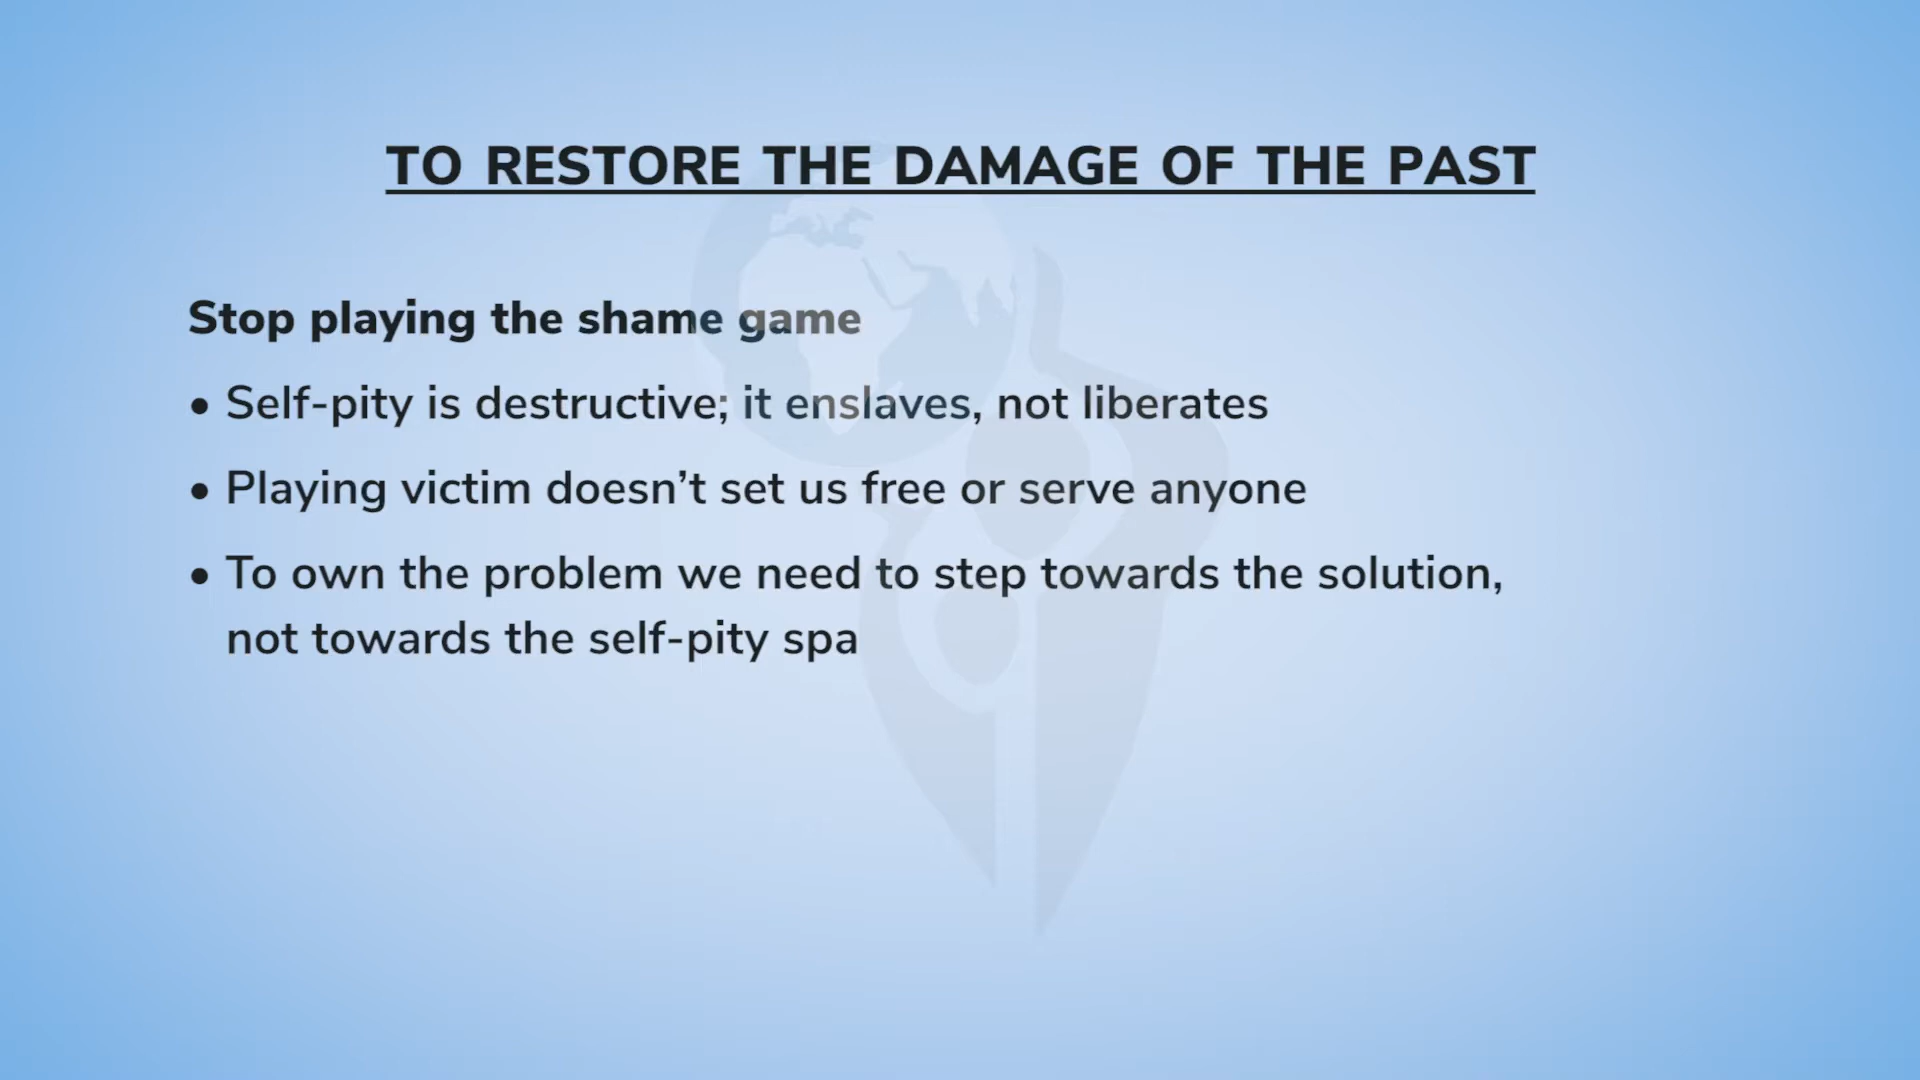 TO RESTORE THE DAMAGE OF THE PAST
Stop playing the shame game
• Self-pity is destructive; it enslaves, not liberates
• Playing victim doesn’t set us free or serve anyone
• To own the problem we need to step towards the solution,
not towards the self-pity spa